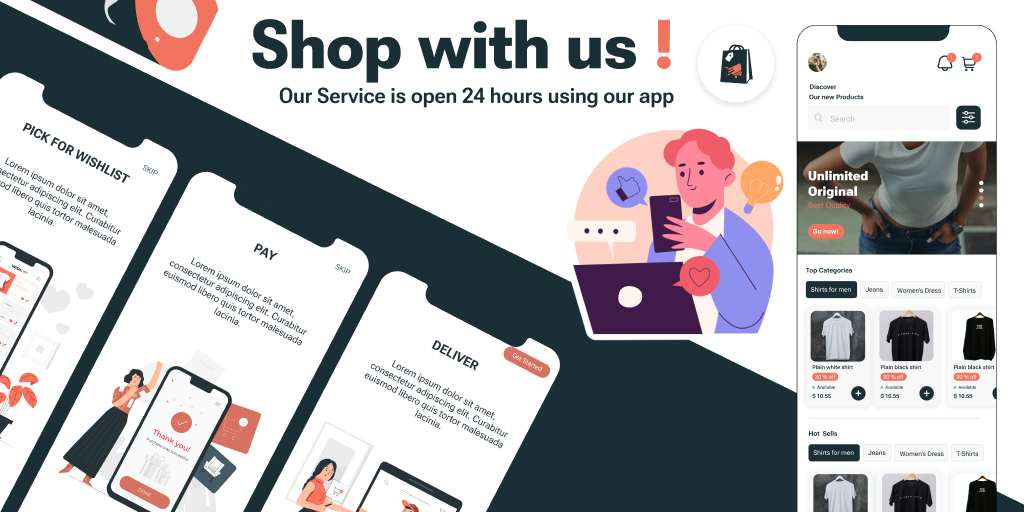 Shop with us !
Our Service is open 24 hours using our app
PICK FOR WISHLIST
SKIP
Lorem ipsum dolor sit amet,
consectetur adipiscing elit. Curabitur
euismod libero quis tortor malesuada
lacinia.
PAY
SKIP
Lorem ipsum dolor sit amet,
consectetur adipiscing elit. Curabitur
euismod libero quis tortor malesuada
lacinia.
Thank you!
DONE
DELIVER
Get Started
Lorem ipsum dolor sit amet,
consectetur adipiscing elit. Curabitur
euismod libero quis tortor malesuada
lacinia.
Discover
Our new Products
Search
Unlimited
Original
Best Quality
Go now!
Top Categories
Shirts for men
Jeans
Women's Dress
T-Shirts
Plain white shirt
30 % off
Available
$ 10.55
Plain black shirt
30 % off
Available
$ 10.55
Plain black shirt
30 % off
Available
$ 10.55
Hot Sells
Shirts for men
Jeans
Women's Dress
T-Shirts